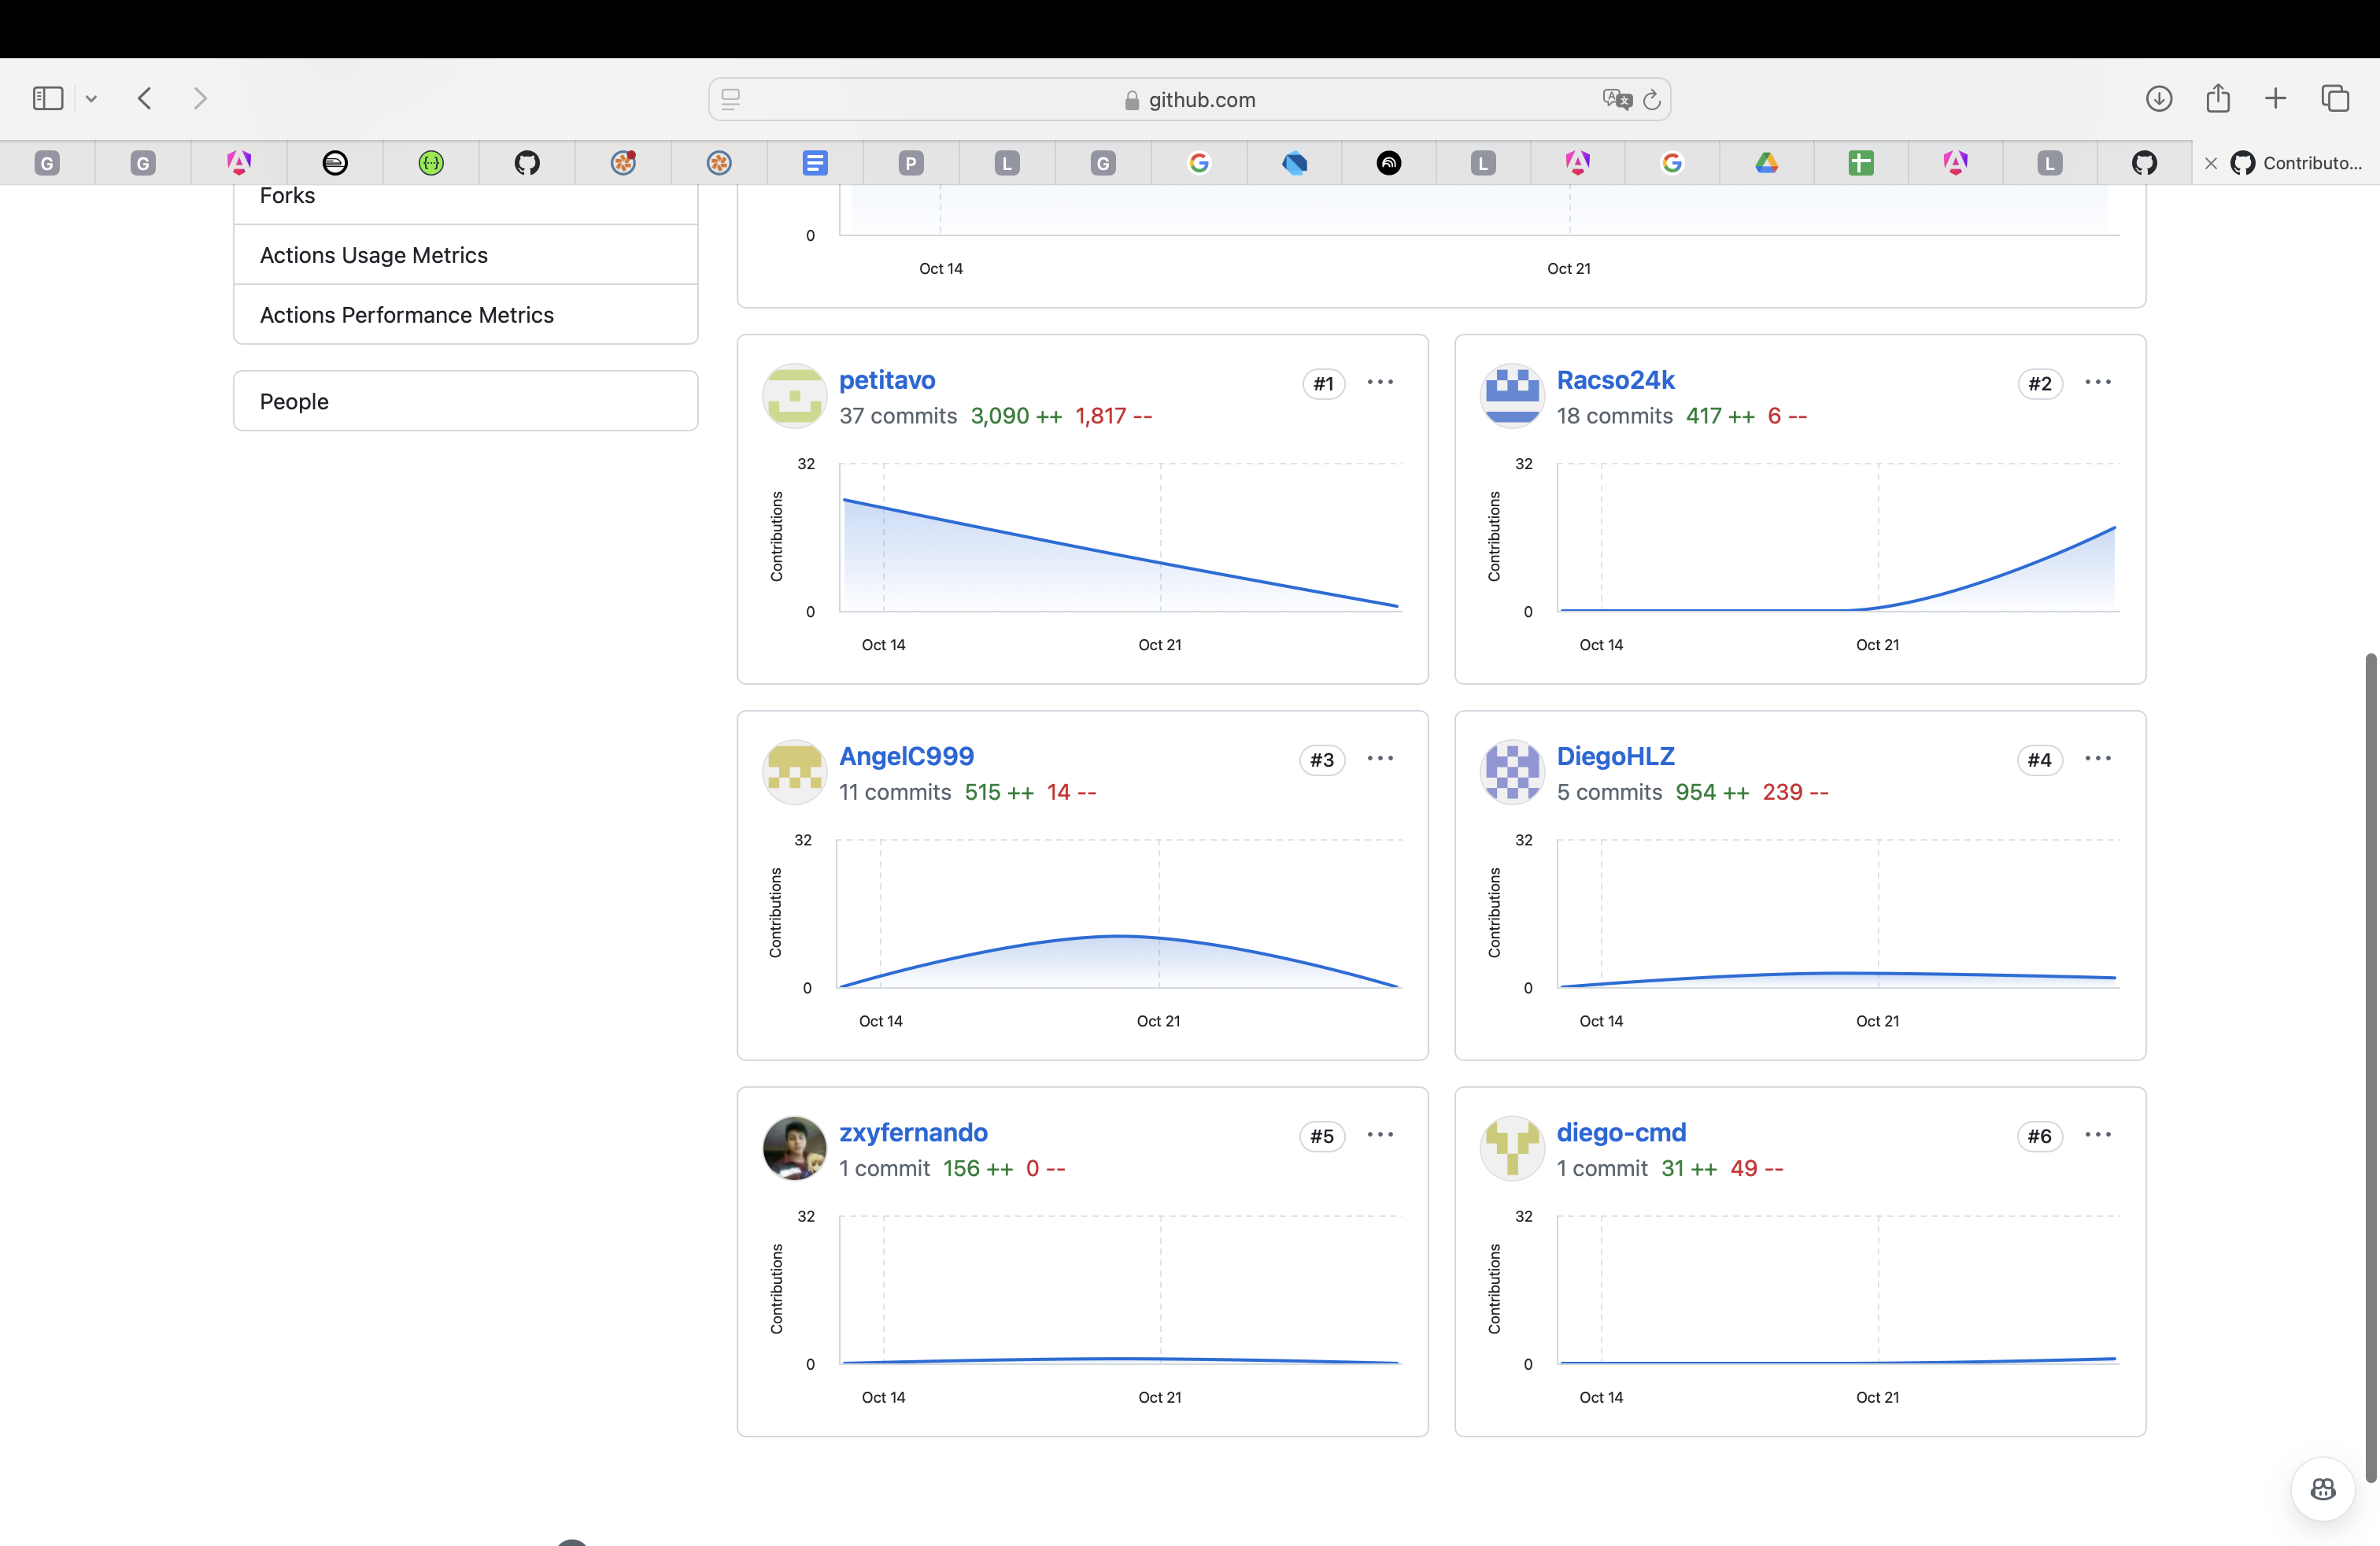 github.com
G
G
P
L
G
L
L
Contributo...
Forks
Actions Usage Metrics
Actions Performance Metrics
People
0
Oct 14
Oct 21
petitavo
#1
37 commits 3,090 ++ 1,817 --
32
Contributions
0
Oct 14
Oct 21
Racso24k
#2
18 commits 417 ++ 6 --
32
Contributions
0
Oct 14
Oct 21
AngelC999
#3
11 commits 515 ++ 14 --
32
Contributions
0
Oct 14
Oct 21
DiegoHLZ
#4
5 commits 954 ++ 239 --
32
Contributions
0
Oct 14
Oct 21
zxyfernando
#5
1 commit 156 ++ 0 --
32
Contributions
0
Oct 14
Oct 21
diego-cmd
#6
1 commit 31 ++ 49 --
32
Contributions
0
Oct 14
Oct 21